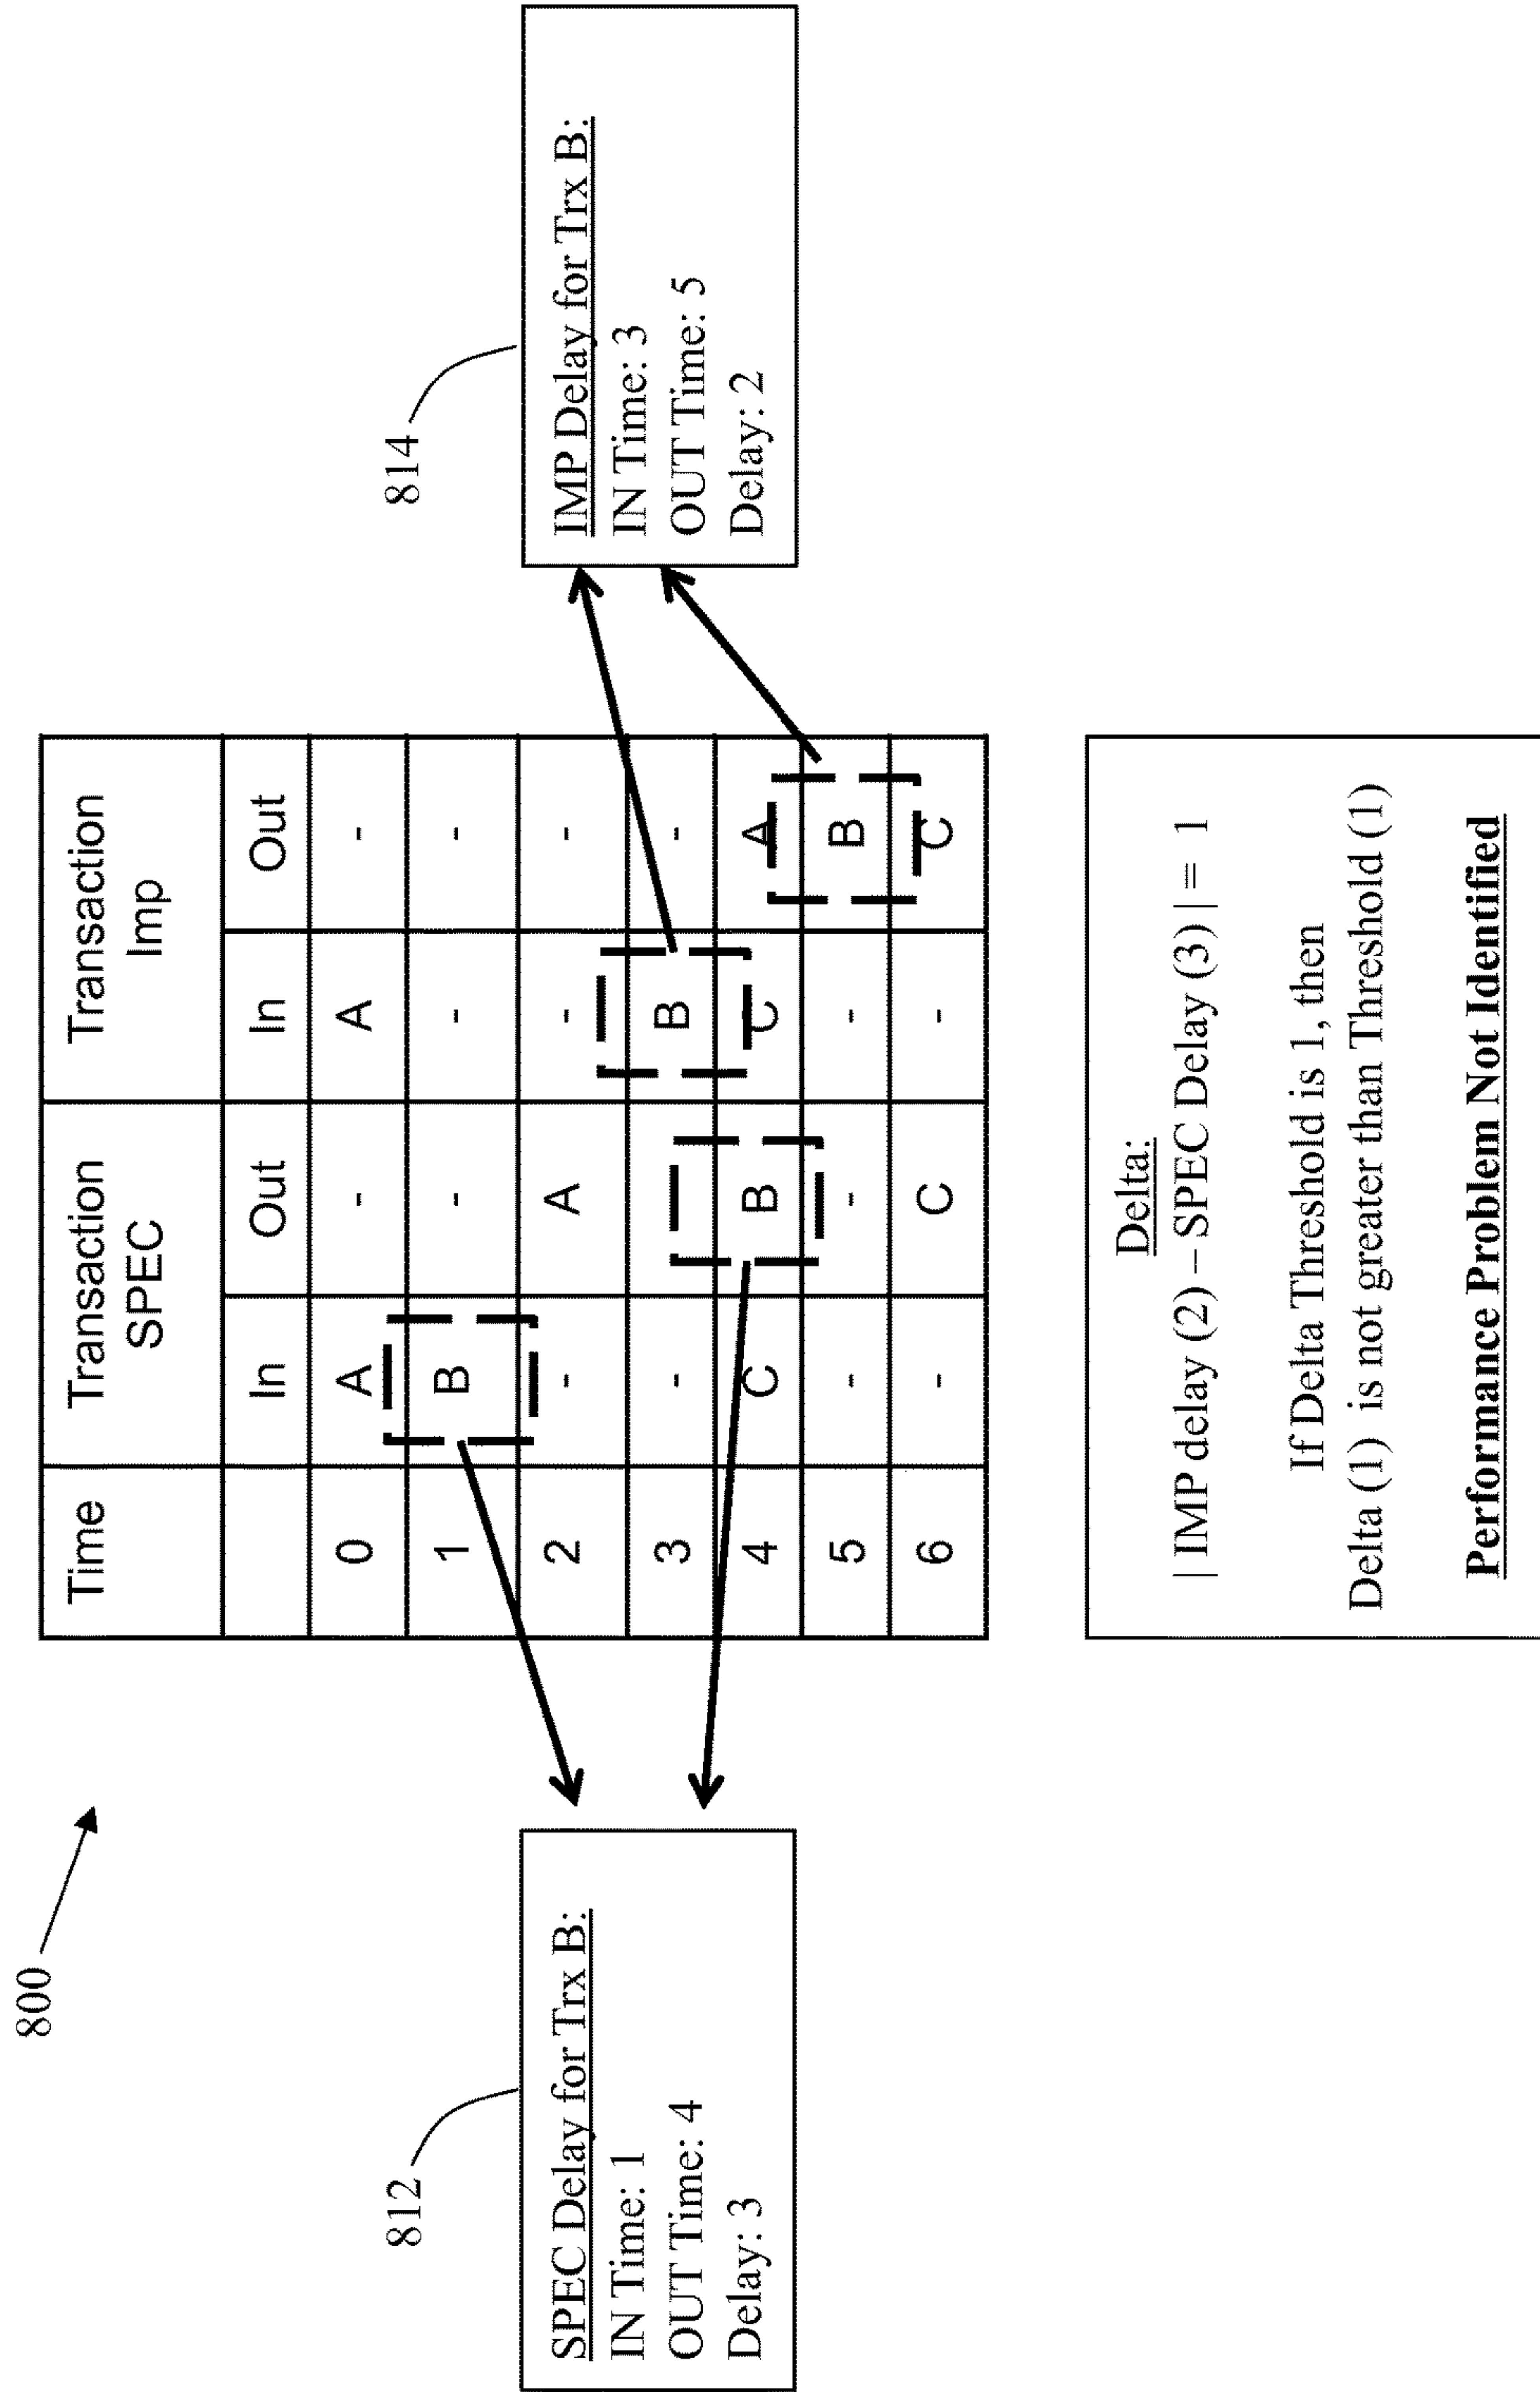 800
812
SPEC Delay for Trx B:
IN Time: 1
OUT Time: 4
Delay: 3
Time Transaction SPEC Transaction Imp
In Out In Out
0 A - A -
1 B - - -
2 - A - -
3 - - B -
4 C B C A
5 - - - B
6 - C - C
814
IMP Delay for Trx B:
IN Time: 3
OUT Time: 5
Delay: 2
Delta:
| IMP delay (2) – SPEC Delay (3) | = 1
If Delta Threshold is 1, then
Delta (1) is not greater than Threshold (1)
Performance Problem Not Identified